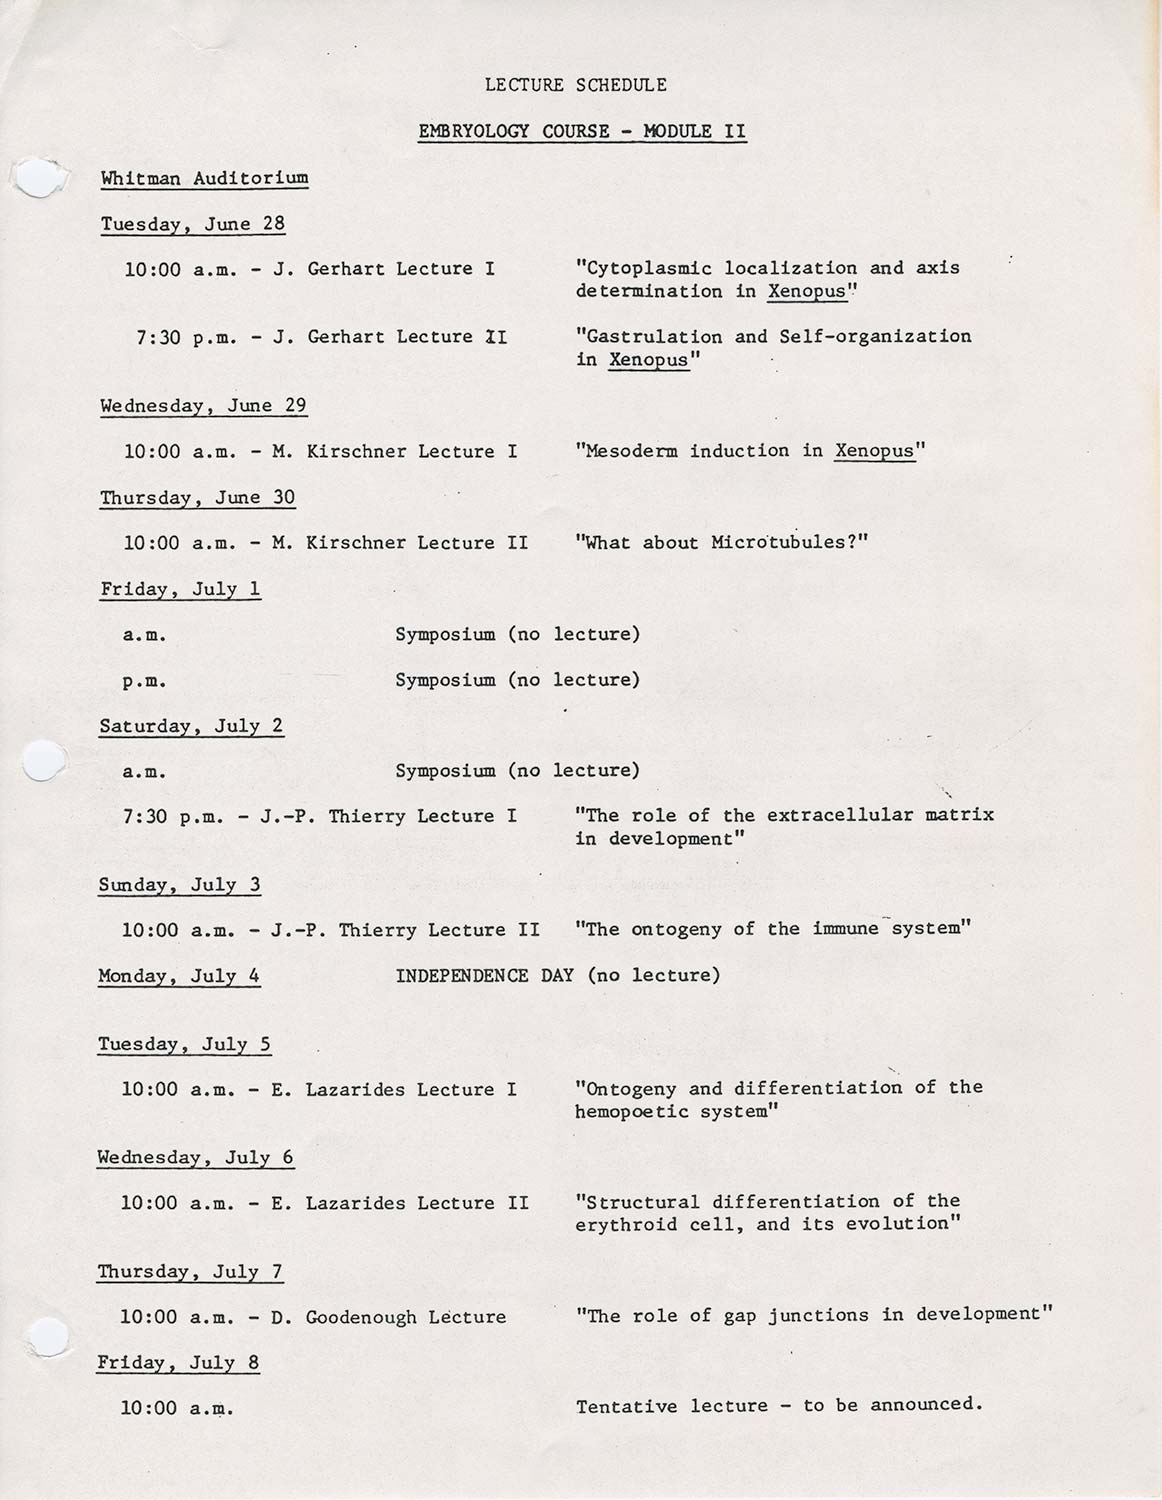 LECTURE SCHEDULE
EMBRYOLOGY COURSE - MODULE II
Whitman Auditorium
Tuesday, June 28
10:00 a.m. - J. Gerhart Lecture I "Cytoplasmic localization and axis
determination in Xenopus"
7:30 p.m. - J. Gerhart Lecture II "Gastrulation and Self-organization
in Xenopus"
Wednesday, June 29
10:00 a.m. - M. Kirschner Lecture I "Mesoderm induction in Xenopus"
Thursday, June 30
10:00 a.m. - M. Kirschner Lecture II "What about Microtubules?"
Friday, July 1
a.m. Symposium (no lecture)
p.m. Symposium (no lecture)
Saturday, July 2
a.m. Symposium (no lecture)
7:30 p.m. - J.-P. Thierry Lecture I "The role of the extracellular matrix
in development"
Sunday, July 3
10:00 a.m. - J.-P. Thierry Lecture II "The ontogeny of the immune system"
Monday, July 4 INDEPENDENCE DAY (no lecture)
Tuesday, July 5
10:00 a.m. - E. Lazarides Lecture I "Ontogeny and differentiation of the
hemopoetic system"
Wednesday, July 6
10:00 a.m. - E. Lazarides Lecture II "Structural differentiation of the
erythroid cell, and its evolution"
Thursday, July 7
10:00 a.m. - D. Goodenough Lecture "The role of gap junctions in development"
Friday, July 8
10:00 a.m. Tentative lecture - to be announced.